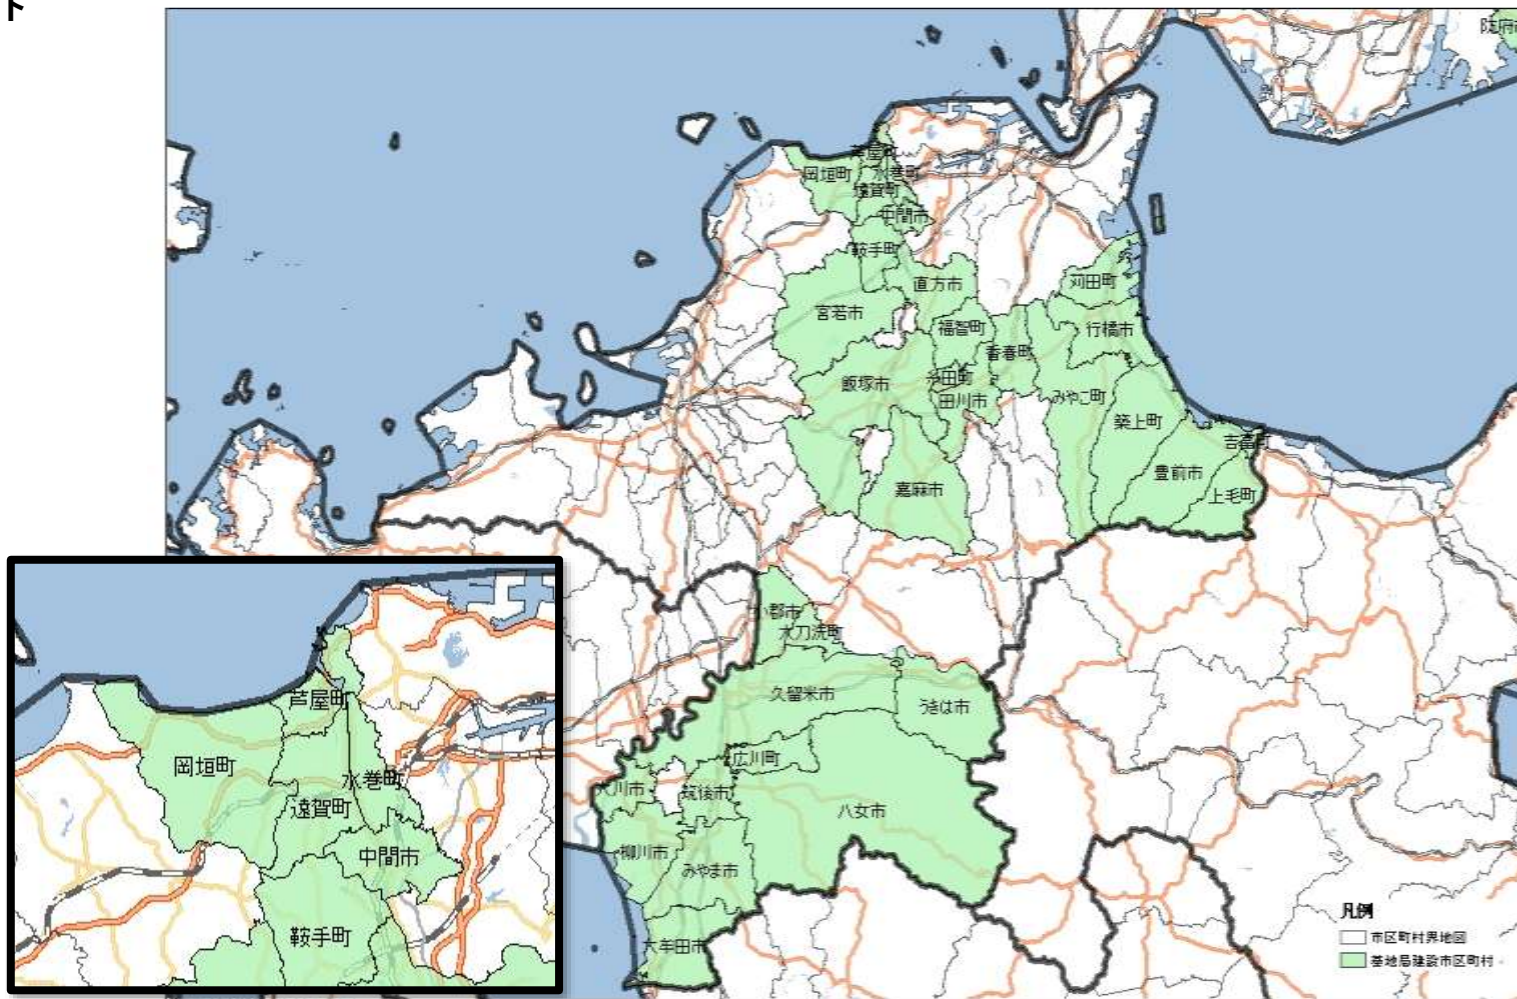 ド
防府市
芦屋町
岡垣町
水巻町
遠賀町
中間市
鞍手町
直方市
苅田町
宮若市
福智町
行橋市
香春町
飯塚市
糸田町
田川市
みやこ町
築上町
吉富町
豊前市
嘉麻市
上毛町
小郡市
大刀洗町
久留米市
うきは市
広川町
大川市
筑後市
八女市
柳川市
みやま市
大牟田市
芦屋町
岡垣町
水巻町
遠賀町
中間市
鞍手町
凡例
市区町村界地図
基地局建設市区町村